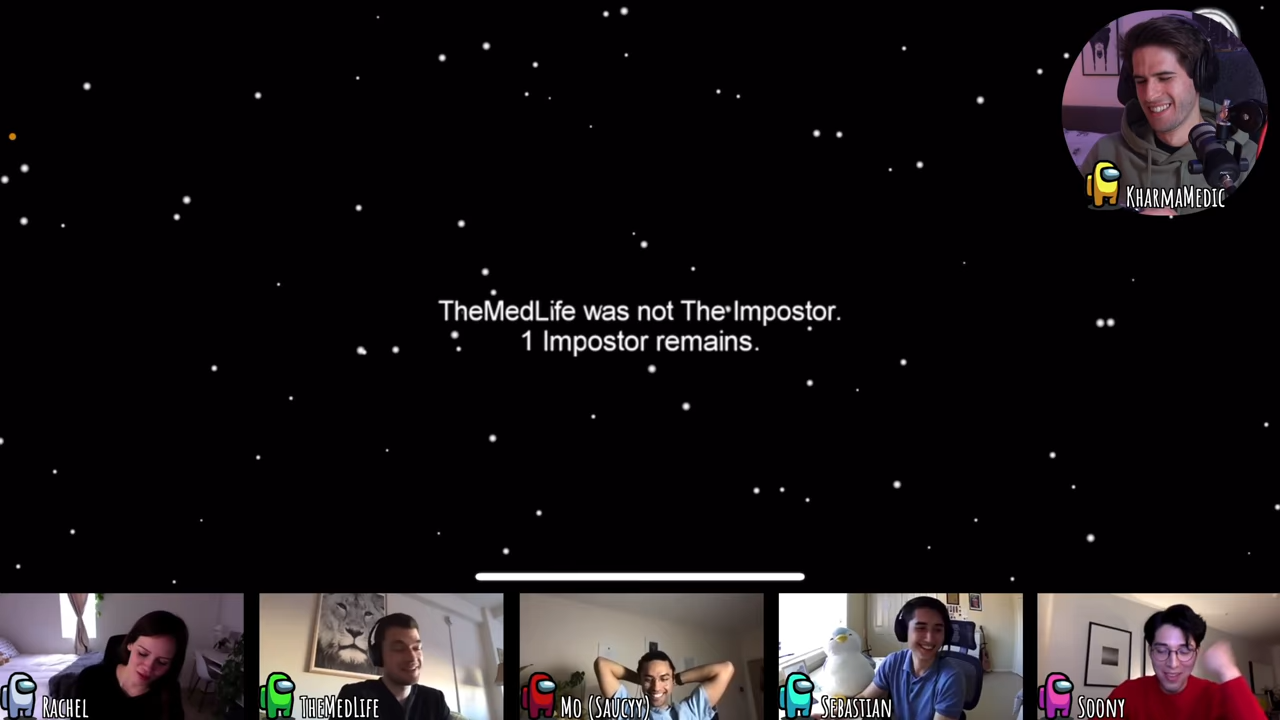 KharmaMedic
TheMedLife was not The Impostor.
1 Impostor remains.
Rachel
TheMedLife
Mo (Saucyy)
Sebastian
Soony